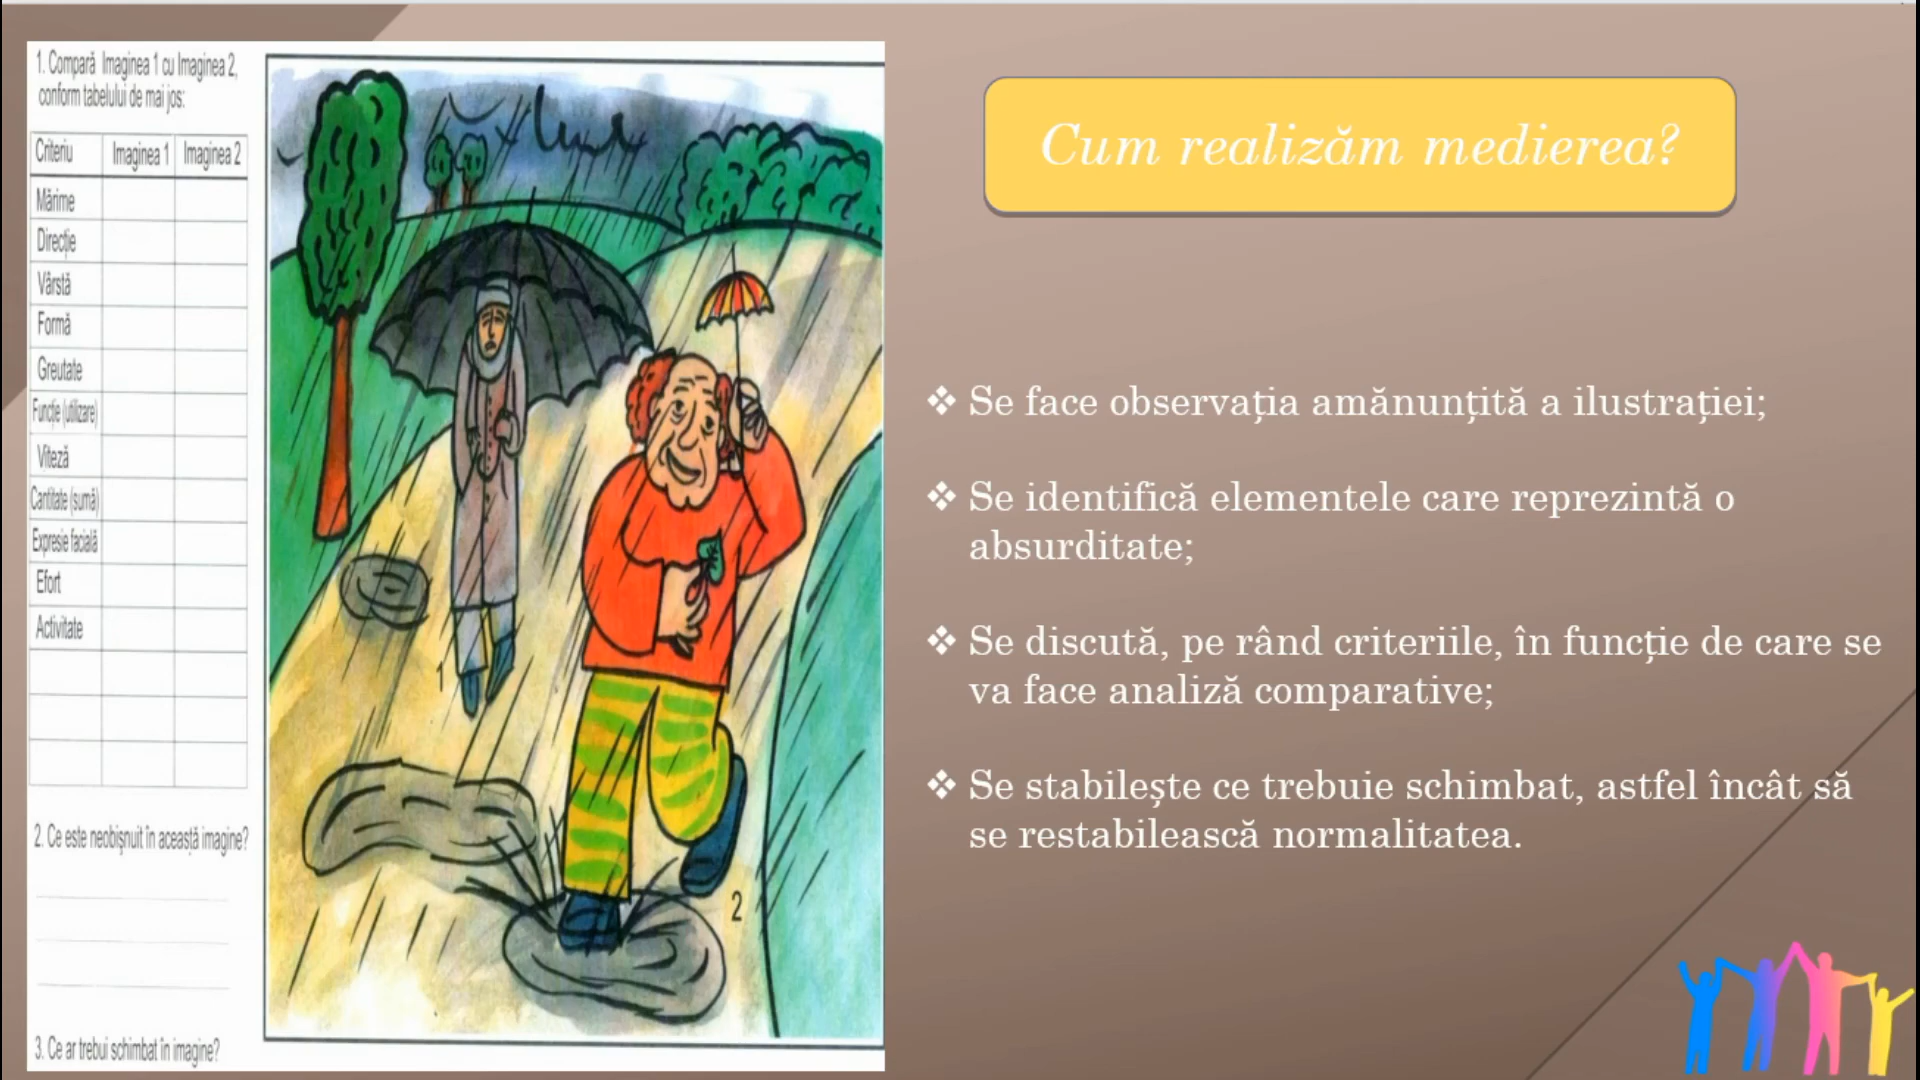 1. Compară Imaginea 1 cu Imaginea 2,
conform tabelului de mai jos:
Criteriu Imaginea 1 Imaginea 2
Mărime
Direcție
Vârstă
Formă
Greutate
Funcție (utilizare)
Viteză
Cantitate (sumă)
Expresie facială
Efort
Activitate
2. Ce este neobișnuit în această imagine?
3. Ce ar trebui schimbat în imagine?
1
2
Cum realizăm medierea?
❖ Se face observația amănunțită a ilustrației;
❖ Se identifică elementele care reprezintă o
absurditate;
❖ Se discută, pe rând criteriile, în funcție de care se
va face analiză comparative;
❖ Se stabilește ce trebuie schimbat, astfel încât să
se restabilească normalitatea.